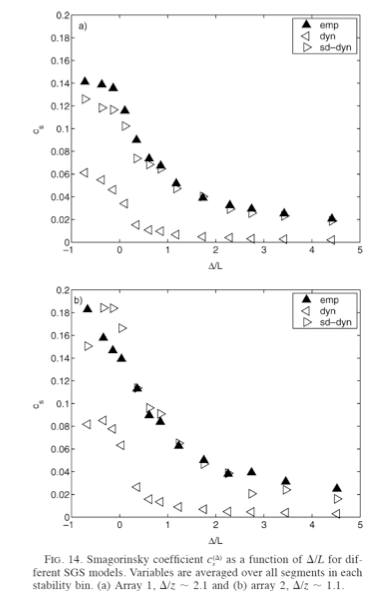 a)
emp
dyn
sd-dyn
0.2
0.18
0.16
0.14
0.12
0.1
0.08
0.06
0.04
0.02
0
c_s
-1 0 1 2 3 4 5
Δ/L
b)
emp
dyn
sd-dyn
0.2
0.18
0.16
0.14
0.12
0.1
0.08
0.06
0.04
0.02
0
c_s
-1 0 1 2 3 4 5
Δ/L
FIG. 14. Smagorinsky coefficient c_s^(Δ) as a function of Δ/L for dif-
ferent SGS models. Variables are averaged over all segments in each
stability bin. (a) Array 1, Δ/z ~ 2.1 and (b) array 2, Δ/z ~ 1.1.